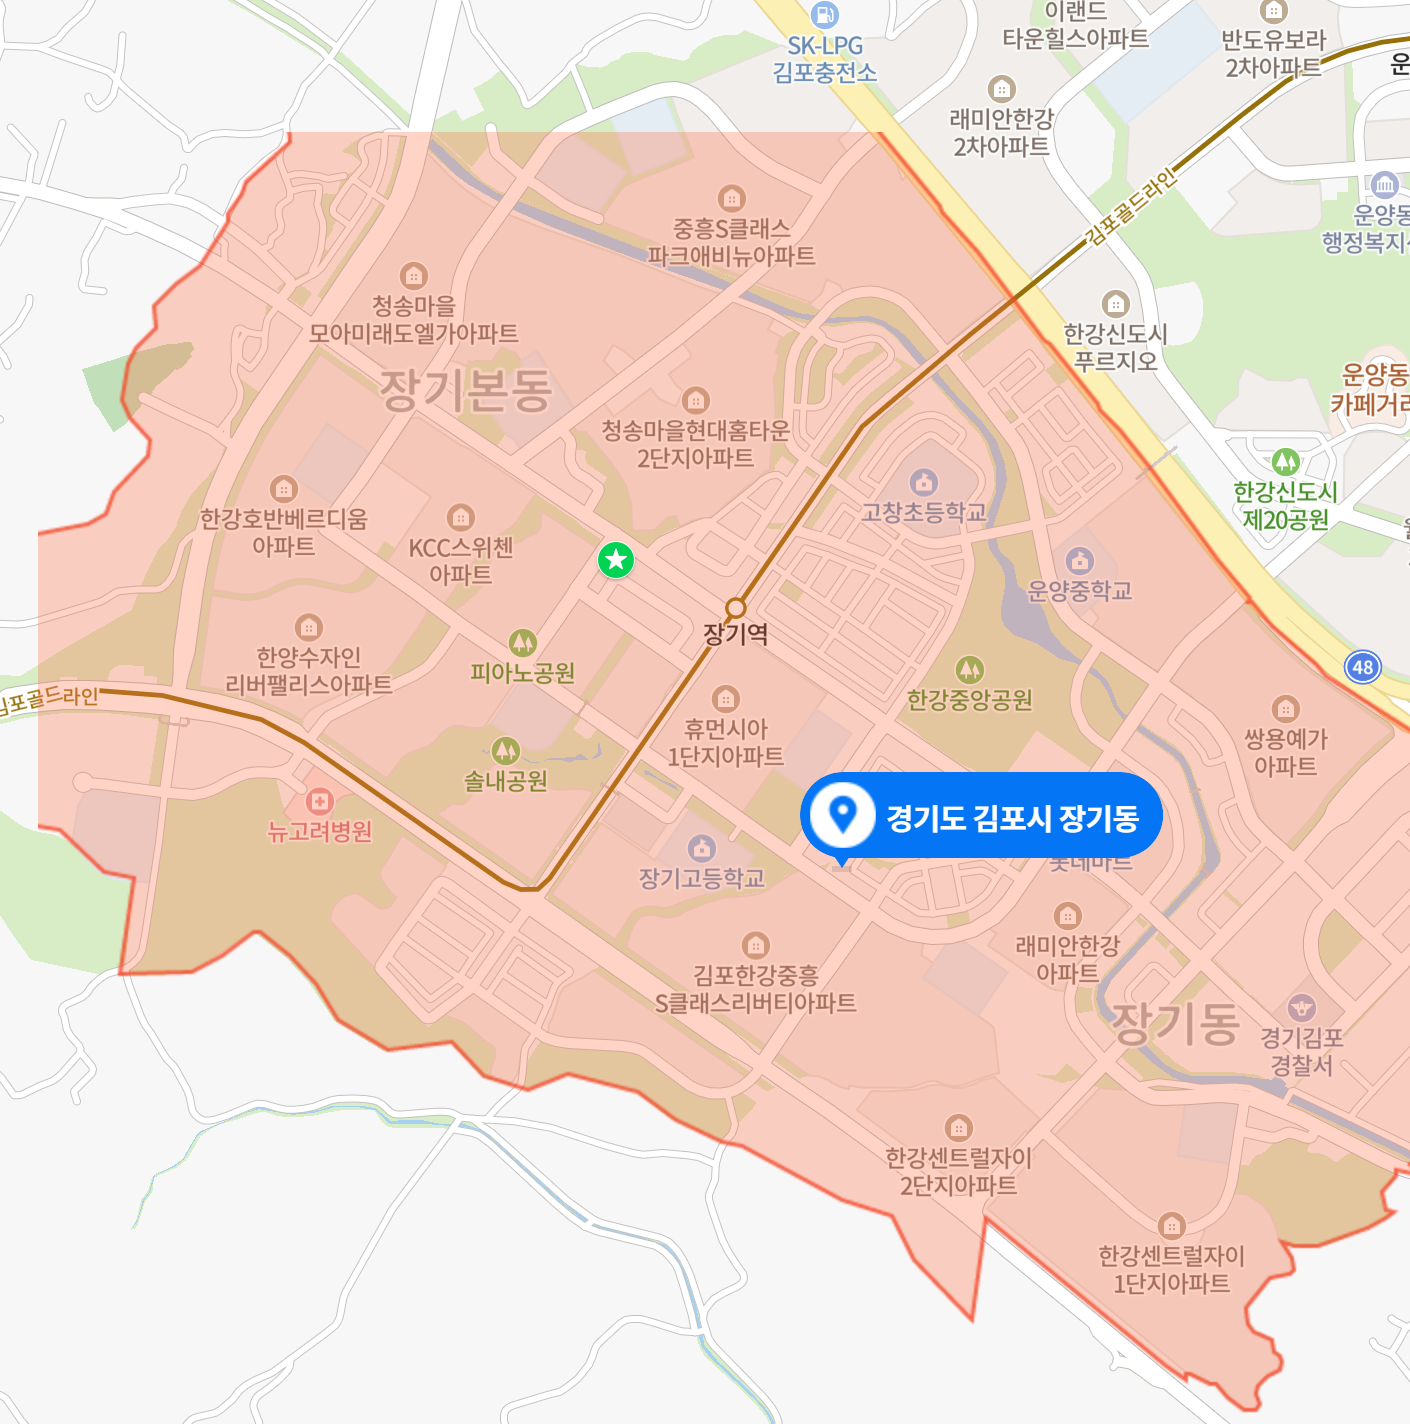 이랜드
타운힐스아파트
SK-LPG
김포충전소
반도유보라
2차아파트
운
래미안한강
2차아파트
김포골드라인
운양동
행정복지
중흥S클래스
파크애비뉴아파트
청송마을
모아미래도엘가아파트
한강신도시
푸르지오
장기본동
운양동
카페거리
청송마을현대홈타운
2단지아파트
한강신도시
제20공원
고창초등학교
한강호반베르디움
아파트
KCC스위첸
아파트
운양중학교
장기역
한양수자인
리버팰리스아파트
피아노공원
48
김포골드라인
한강중앙공원
휴먼시아
1단지아파트
쌍용예가
아파트
솔내공원
뉴고려병원
경기도 김포시 장기동
롯데마트
장기고등학교
래미안한강
아파트
김포한강중흥
S클래스리버티아파트
장기동
경기김포
경찰서
한강센트럴자이
2단지아파트
한강센트럴자이
1단지아파트